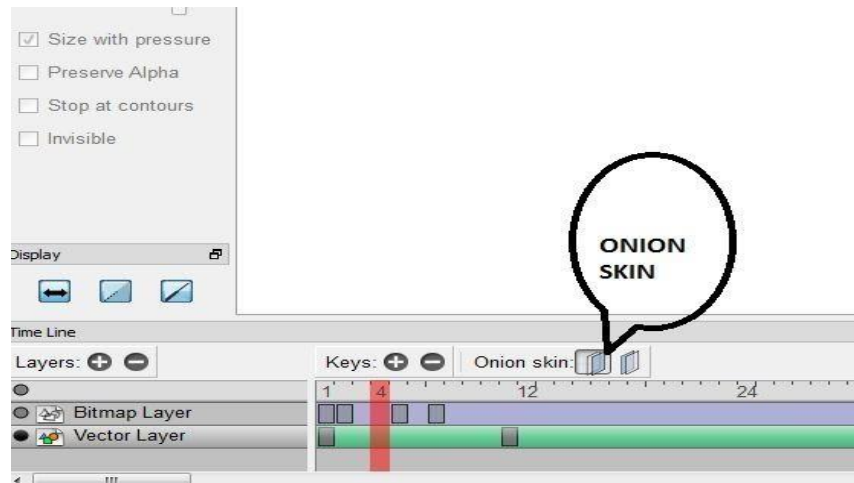 Size with pressure
Preserve Alpha
Stop at contours
Invisible
ONION
SKIN
Display
Time Line
Layers:
Keys:
Onion skin:
1 4 12 24
Bitmap Layer
Vector Layer